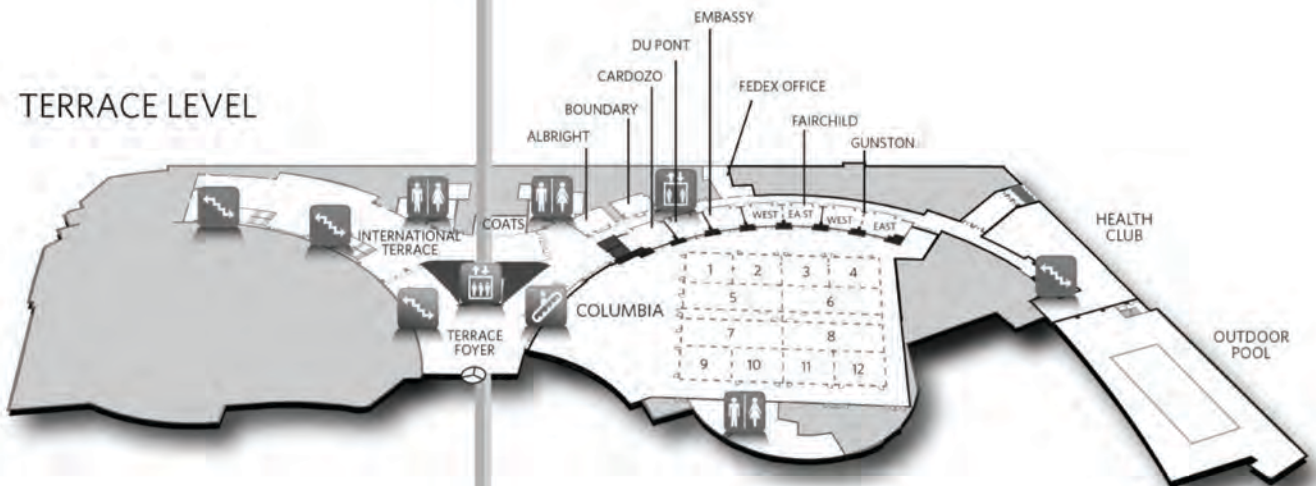 EMBASSY
DU PONT
CARDOZO
FEDEX OFFICE
TERRACE LEVEL
BOUNDARY
FAIRCHILD
ALBRIGHT
GUNSTON
WEST
EAST
WEST
EAST
COATS
INTERNATIONAL
TERRACE
HEALTH
CLUB
1 2 3 4
5 6
COLUMBIA
7 8
TERRACE
FOYER
OUTDOOR
POOL
9 10 11 12